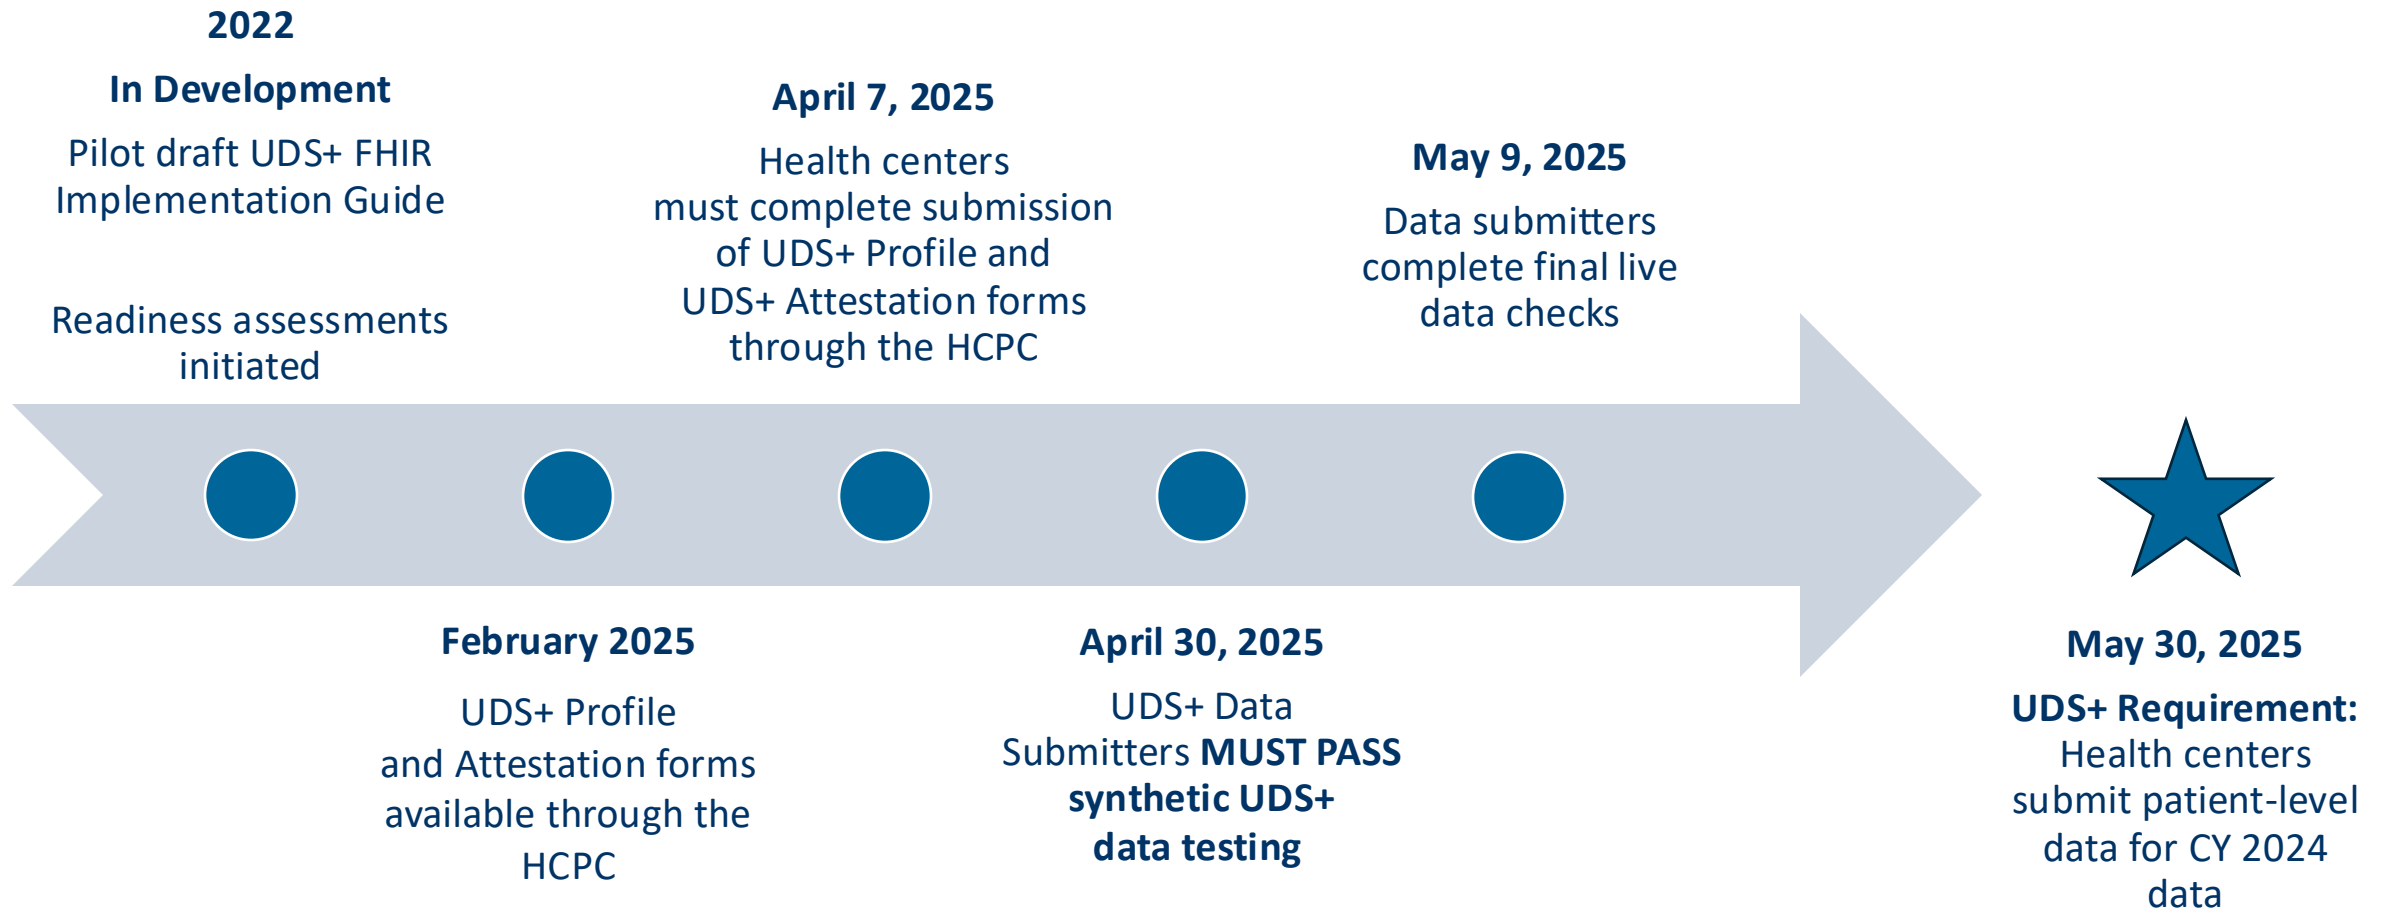 2022
In Development
Pilot draft UDS+ FHIR
Implementation Guide
Readiness assessments
initiated
February 2025
UDS+ Profile
and Attestation forms
available through the
HCPC
April 7, 2025
Health centers
must complete submission
of UDS+ Profile and
UDS+ Attestation forms
through the HCPC
April 30, 2025
UDS+ Data
Submitters MUST PASS
synthetic UDS+
data testing
May 9, 2025
Data submitters
complete final live
data checks
May 30, 2025
UDS+ Requirement:
Health centers
submit patient-level
data for CY 2024
data